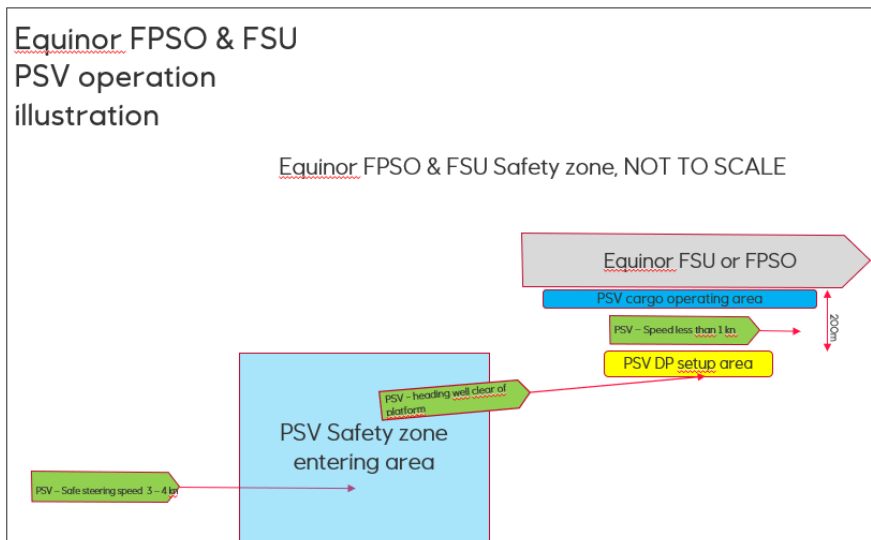 Equinor FPSO & FSU
PSV operation
illustration
Equinor FPSO & FSU Safety zone, NOT TO SCALE
Equinor FSU or FPSO
PSV cargo operating area
PSV – Speed less than 1 kn
200m
PSV DP setup area
PSV – heading well clear of
platform
PSV Safety zone
entering area
PSV – Safe steering speed 3 – 4 kn